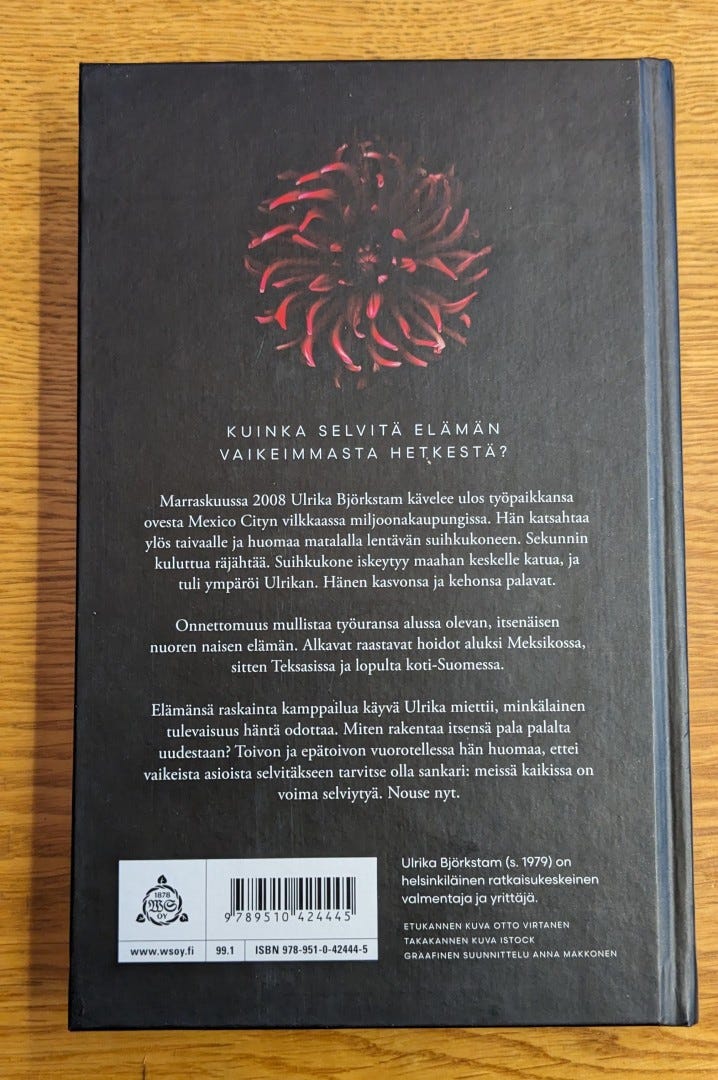 KUINKA SELVITÄ ELÄMÄN
VAIKEIMMASTA HETKESTÄ?
Marraskuussa 2008 Ulrika Björkstam kävelee ulos työpaikkansa
ovesta Mexico Cityn vilkkaassa miljoonakaupungissa. Hän katsahtaa
ylös taivaalle ja huomaa matalalla lentävän suihkukoneen. Sekunnin
kuluttua räjähtää. Suihkukone iskeytyy maahan keskelle katua, ja
tuli ympäröi Ulrikan. Hänen kasvonsa ja kehonsa palavat.
Onnettomuus mullistaa työuransa alussa olevan, itsenäisen
nuoren naisen elämän. Alkavat raastavat hoidot aluksi Meksikossa,
sitten Teksasissa ja lopulta koti-Suomessa.
Elämänsä raskainta kamppailua käyvä Ulrika miettii, minkälainen
tulevaisuus häntä odottaa. Miten rakentaa itsensä pala palalta
uudestaan? Toivon ja epätoivon vuorotellessa hän huomaa, ettei
vaikeista asioista selvitäkseen tarvitse olla sankari: meissä kaikissa on
voima selviytyä. Nouse nyt.
1878
WS
OY
9789510424445
www.wsoy.fi
99.1
ISBN 978-951-0-42444-5
Ulrika Björkstam (s. 1979) on
helsinkiläinen ratkaisukeskeinen
valmentaja ja yrittäjä.
ETUKANNEN KUVA OTTO VIRTANEN
TAKAKANNEN KUVA ISTOCK
GRAAFINEN SUUNNITTELU ANNA MAKKONEN